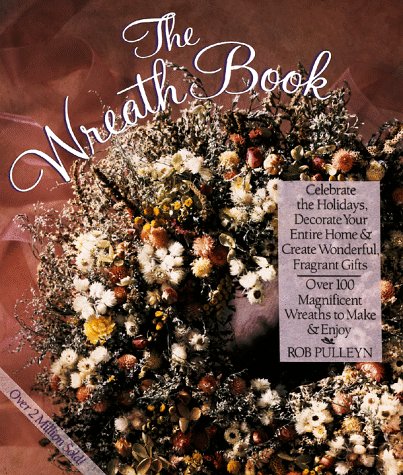 The
Wreath Book
Celebrate
the Holidays,
Decorate Your
Entire Home &
Create Wonderful,
Fragrant Gifts
Over 100
Magnificent
Wreaths to Make
& Enjoy
ROB PULLEYN
Over 2 Million Sold!